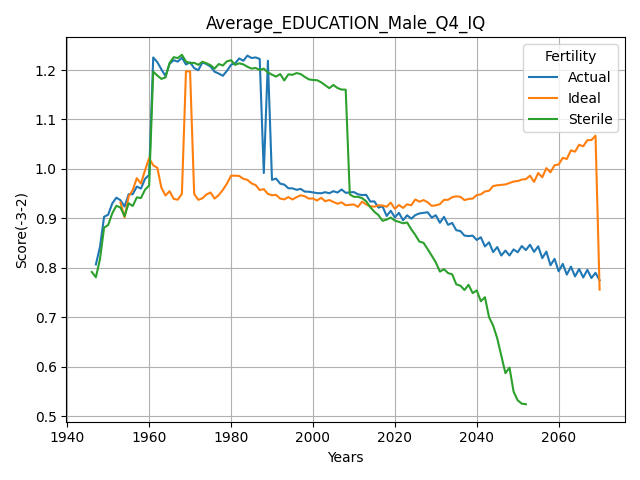 Average_EDUCATION_Male_Q4_IQ
Fertility
Actual
Ideal
Sterile
Score(-3-2)
1.2
1.1
1.0
0.9
0.8
0.7
0.6
0.5
1940 1960 1980 2000 2020 2040 2060
Years